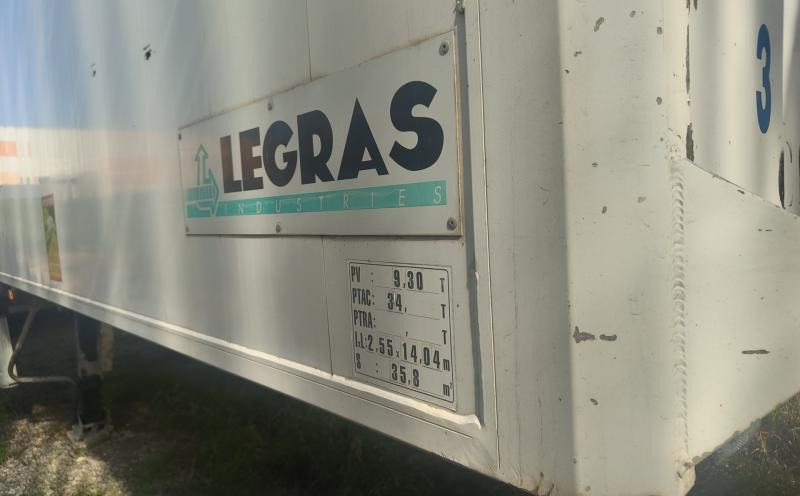 LEGRAS
INDUSTRIES
PV : 9,30 T
PTAC: 34, T
PTRA: , T
L.L: 2,55 x 14,04 m
S : 35,8 m²
3